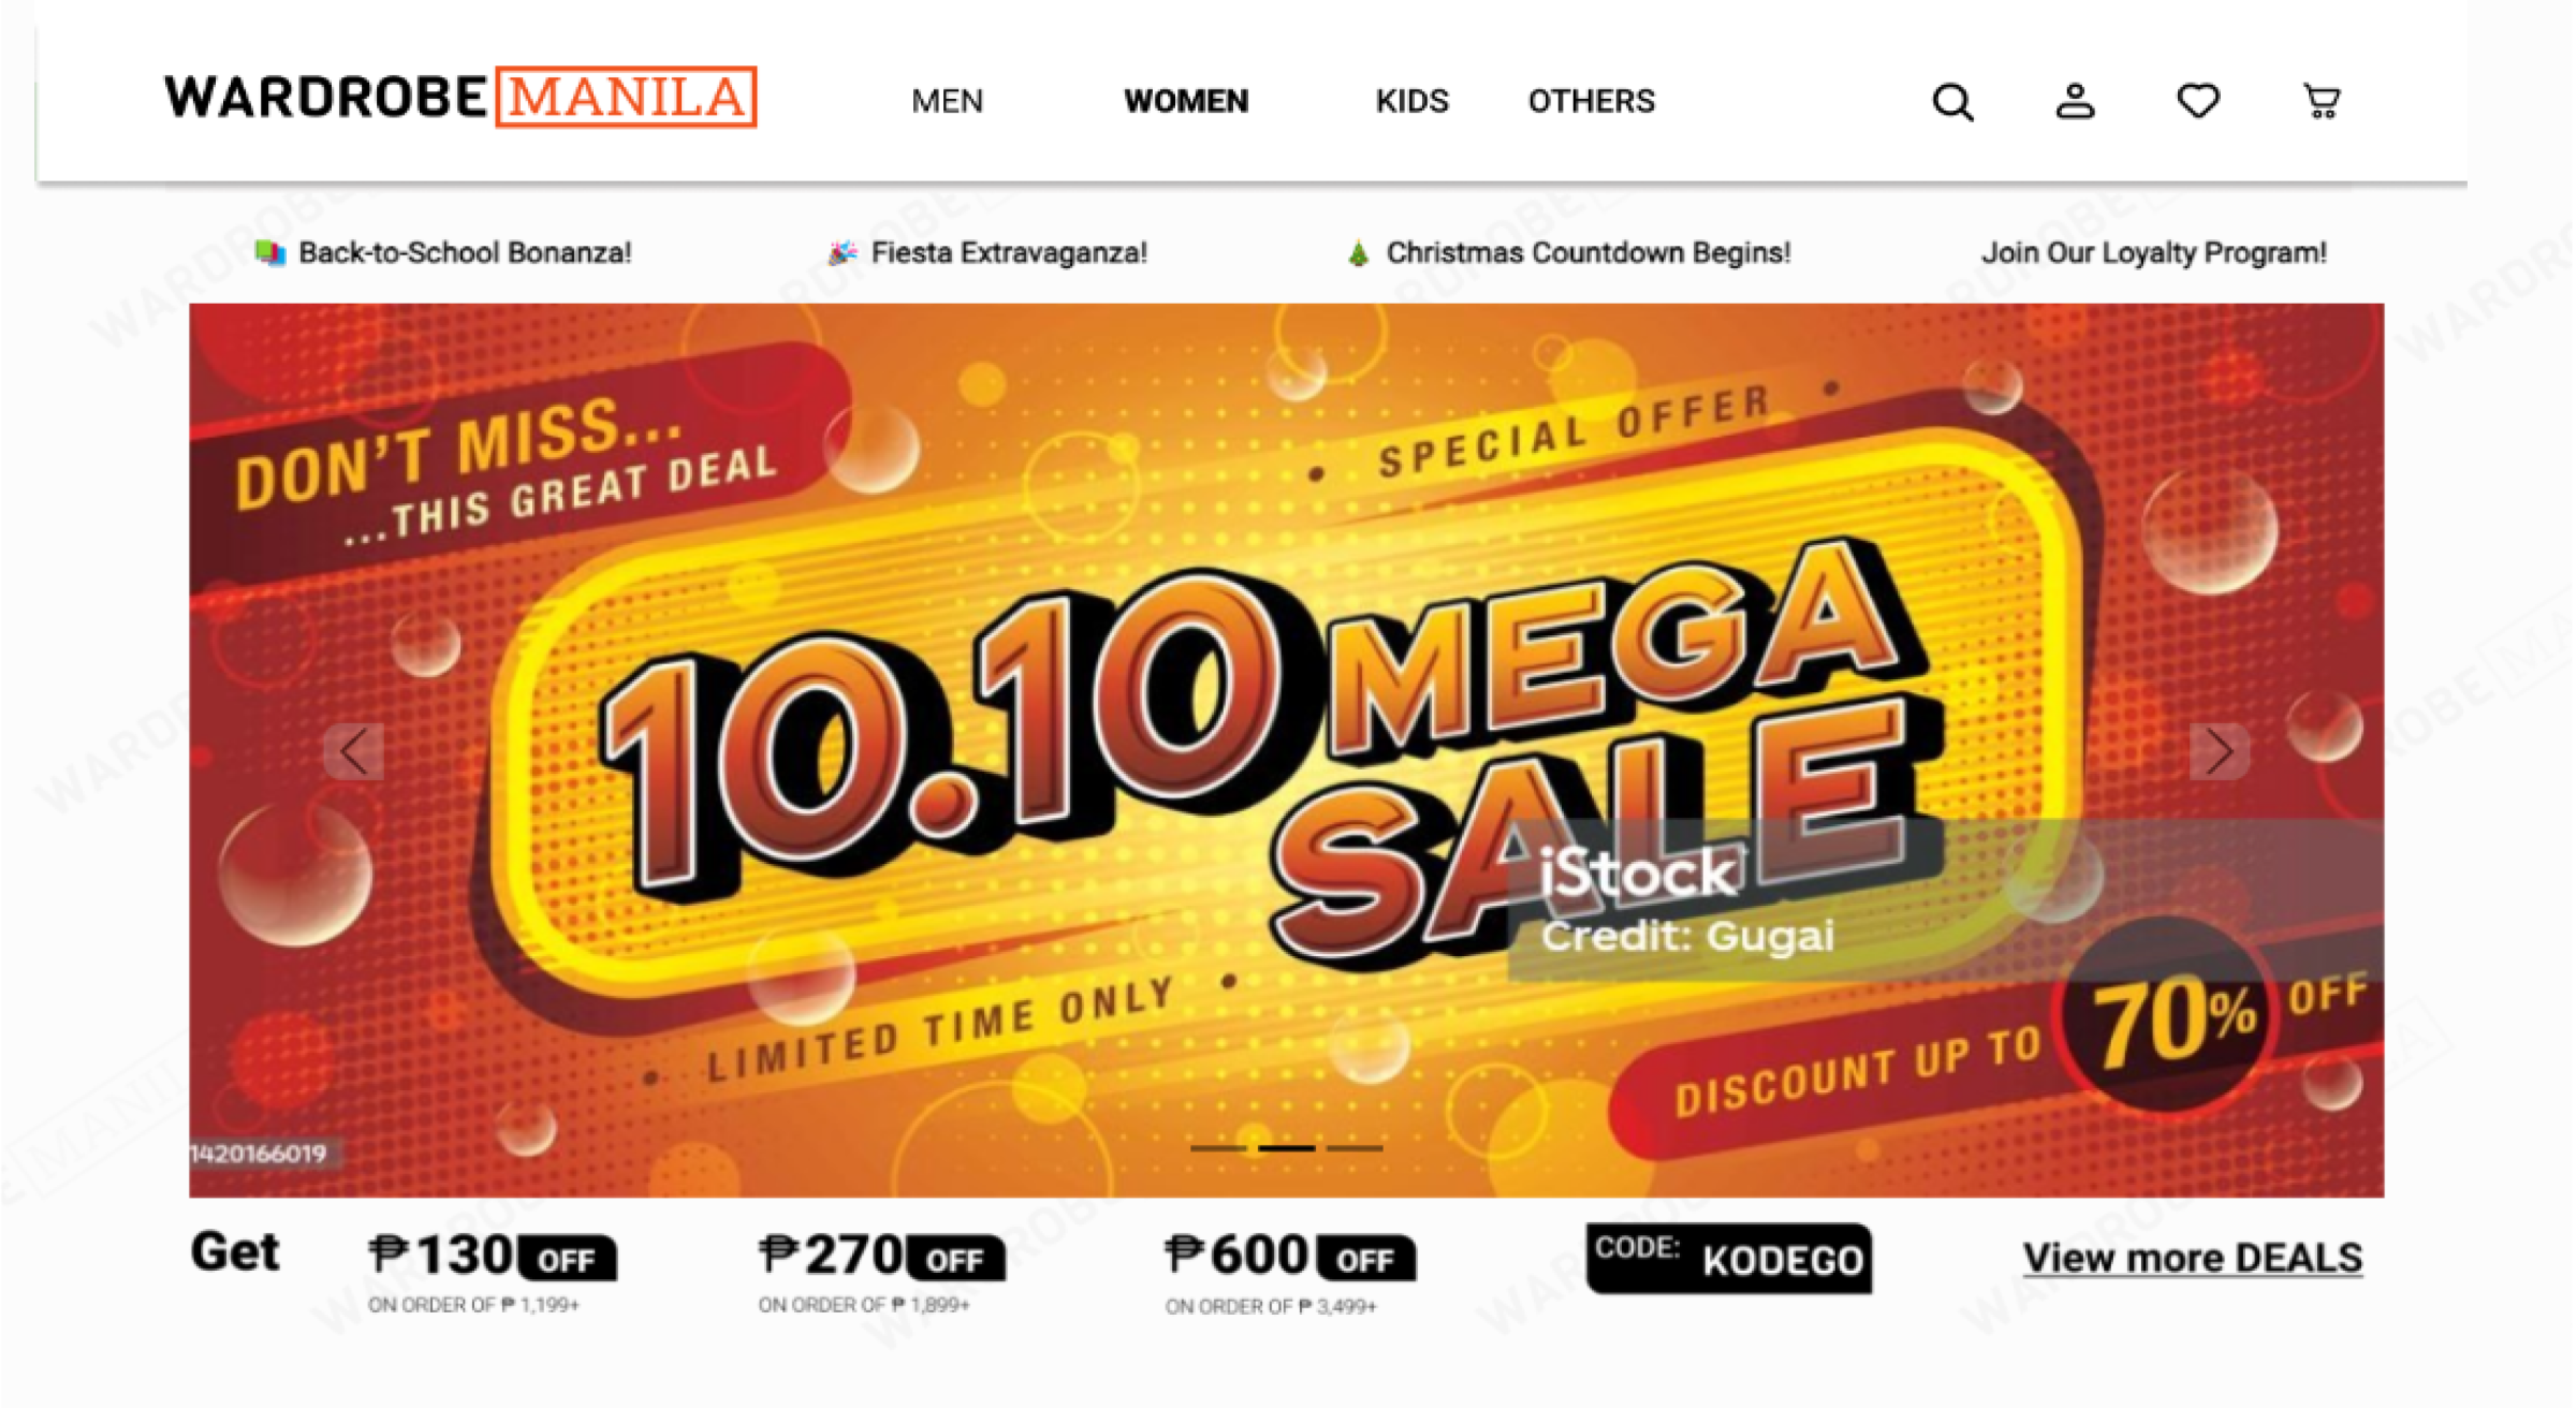 WARDROBE MANILA
MEN WOMEN KIDS OTHERS
Back-to-School Bonanza! Fiesta Extravaganza! Christmas Countdown Begins! Join Our Loyalty Program!
DON'T MISS...
...THIS GREAT DEAL
• SPECIAL OFFER •
10.10 MEGA
SALE
iStock
Credit: Gugai
• LIMITED TIME ONLY •
DISCOUNT UP TO 70% OFF
1420166019
Get ₱130 OFF ₱270 OFF ₱600 OFF CODE: KODEGO View more DEALS
ON ORDER OF ₱ 1,199+ ON ORDER OF ₱ 1,899+ ON ORDER OF ₱ 3,499+